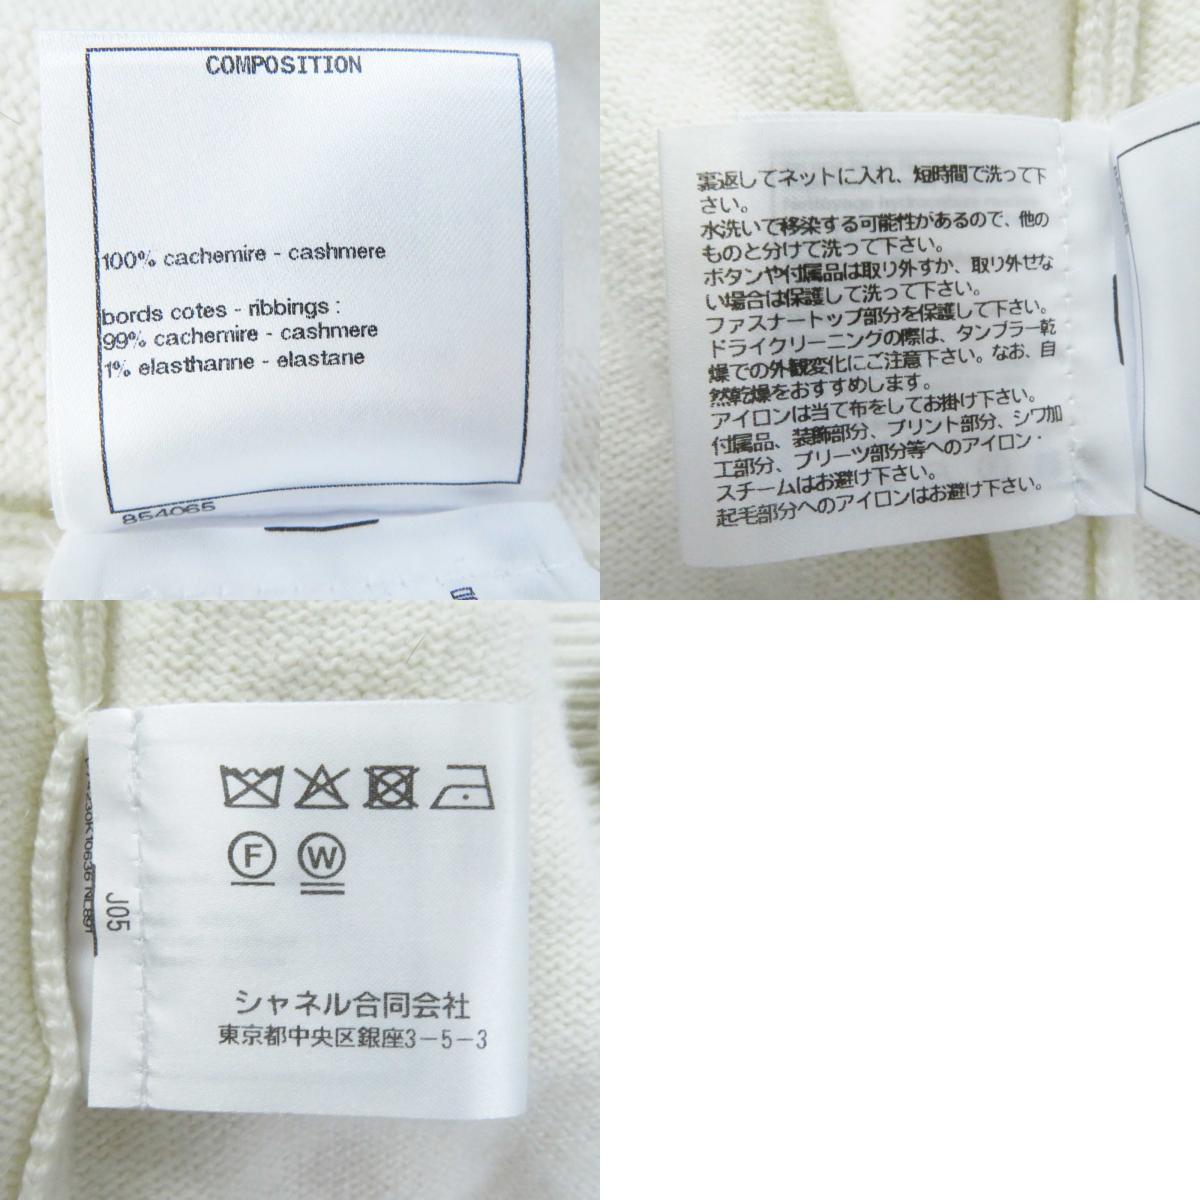 COMPOSITION
100% cachemire - cashmere
bords cotes - ribbings :
99% cachemire - cashmere
1% elasthanne - elastane
854065
裏返してネットに入れ、短時間で洗って下
さい。
水洗いで移染する可能性があるので、他の
ものと分けて洗って下さい。
ボタンや付属品は取り外すか、取り外せな
い場合は保護して洗って下さい。
ファスナートップ部分を保護して下さい。
ドライクリーニングの際は、タンブラー乾
燥での外観変化にご注意下さい。なお、自
然乾燥をおすすめします。
アイロンは当て布をしてお掛け下さい。
付属品、装飾部分、プリント部分、シワ加
工部分、プリーツ部分等へのアイロン・
スチームはお避け下さい。
起毛部分へのアイロンはお避け下さい。
F W
J05
シャネル合同会社
東京都中央区銀座3-5-3